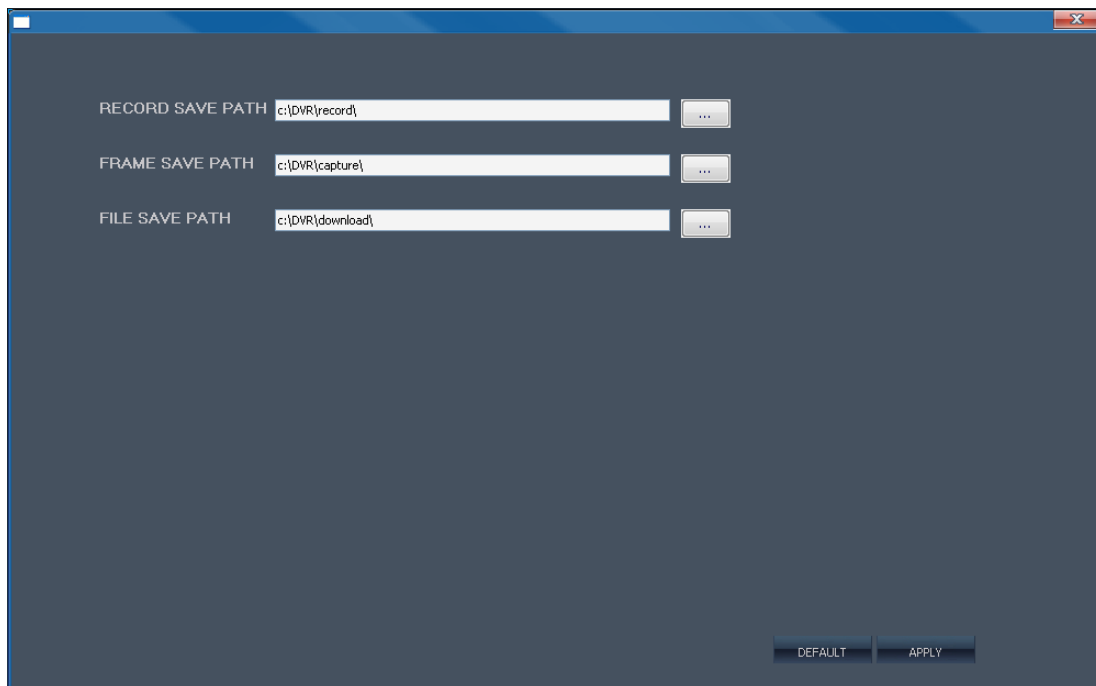 RECORD SAVE PATH c:\DVR\record\ ...
FRAME SAVE PATH c:\DVR\capture\ ...
FILE SAVE PATH c:\DVR\download\ ...
DEFAULT APPLY